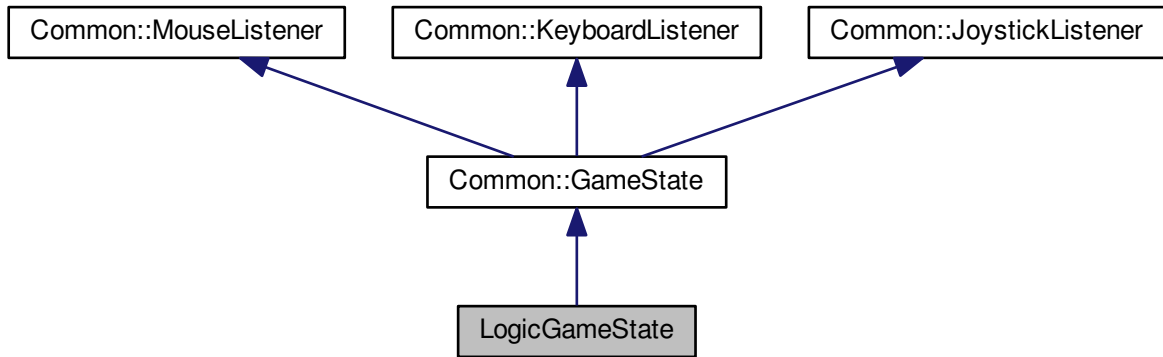 Common::MouseListener
Common::KeyboardListener
Common::JoystickListener
Common::GameState
LogicGameState